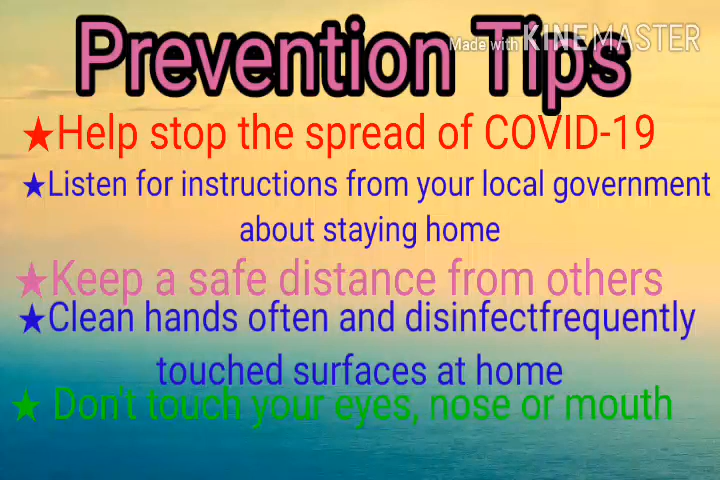 Prevention Tips
Made with KINEMASTER
★Help stop the spread of COVID-19
★Listen for instructions from your local government
about staying home
★Keep a safe distance from others
★Clean hands often and disinfectfrequently
touched surfaces at home
★ Don't touch your eyes, nose or mouth